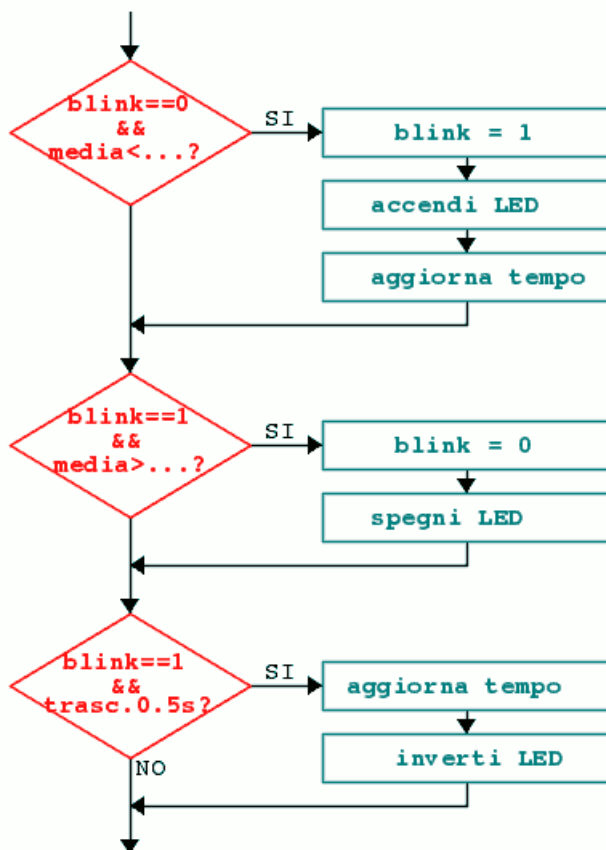 blink==0
&&
media<...?
SI
blink = 1
accendi LED
aggiorna tempo
blink==1
&&
media>...?
SI
blink = 0
spegni LED
blink==1
&&
trasc.0.5s?
SI
aggiorna tempo
inverti LED
NO